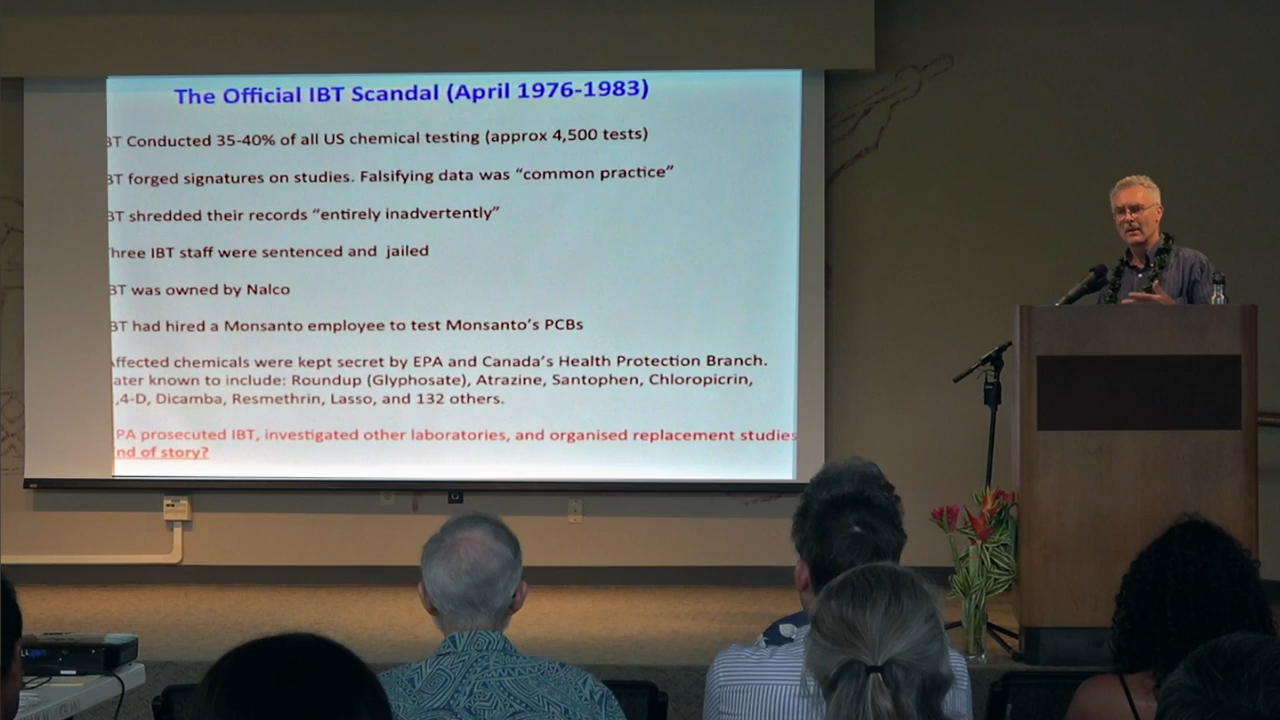 The Official IBT Scandal (April 1976-1983)
BT Conducted 35-40% of all US chemical testing (approx 4,500 tests)
BT forged signatures on studies. Falsifying data was “common practice”
BT shredded their records “entirely inadvertently”
hree IBT staff were sentenced and jailed
BT was owned by Nalco
BT had hired a Monsanto employee to test Monsanto’s PCBs
ffected chemicals were kept secret by EPA and Canada’s Health Protection Branch.
ater known to include: Roundup (Glyphosate), Atrazine, Santophen, Chloropicrin,
,4-D, Dicamba, Resmethrin, Lasso, and 132 others.
PA prosecuted IBT, investigated other laboratories, and organised replacement studies
nd of story?